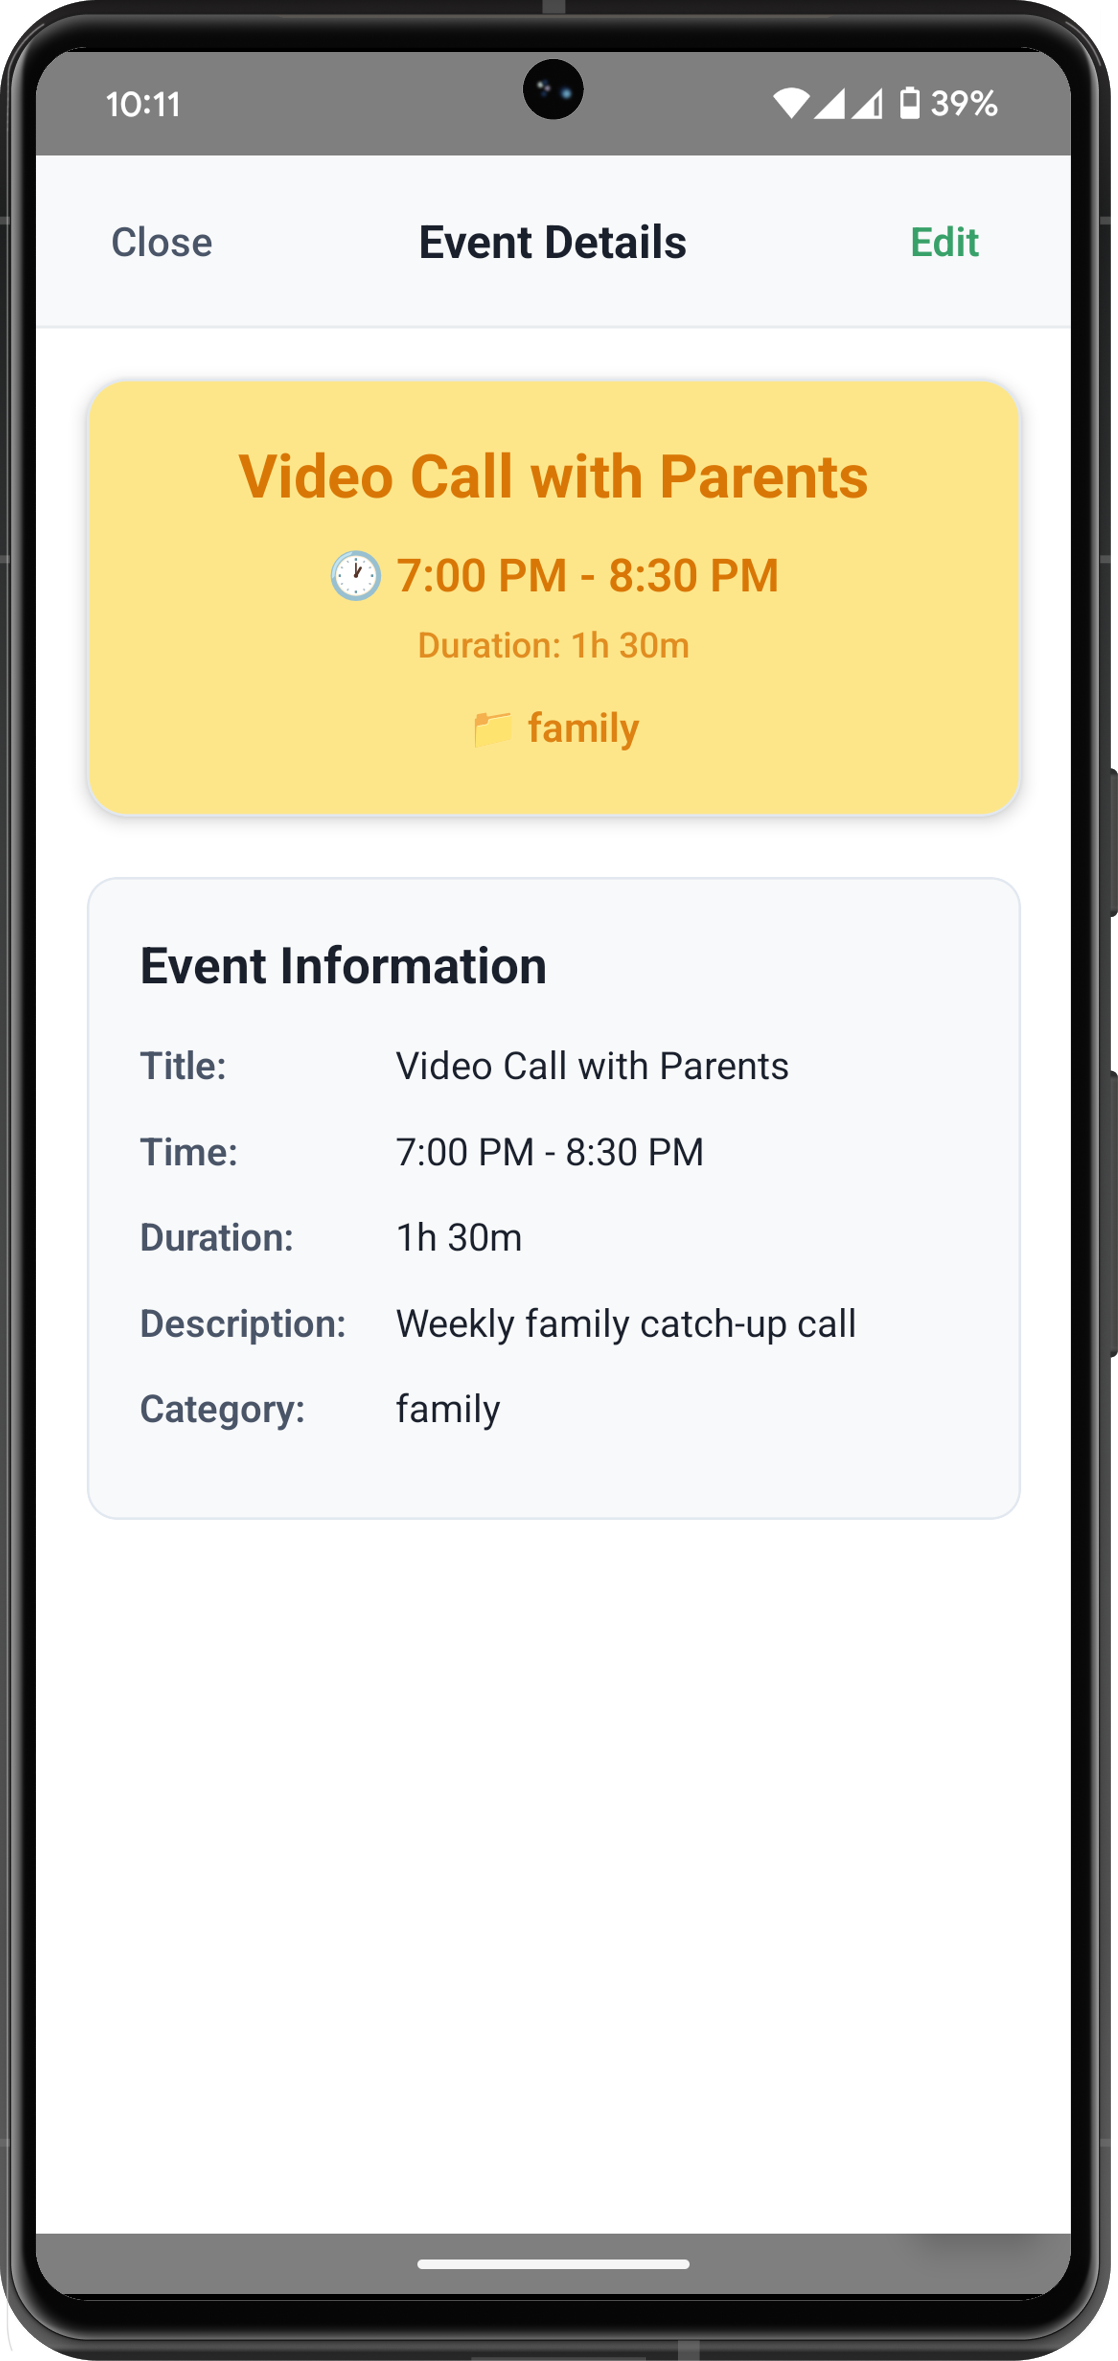 10:11
39%
Close
Event Details
Edit
Video Call with Parents
7:00 PM - 8:30 PM
Duration: 1h 30m
family
Event Information
Title: Video Call with Parents
Time: 7:00 PM - 8:30 PM
Duration: 1h 30m
Description: Weekly family catch-up call
Category: family